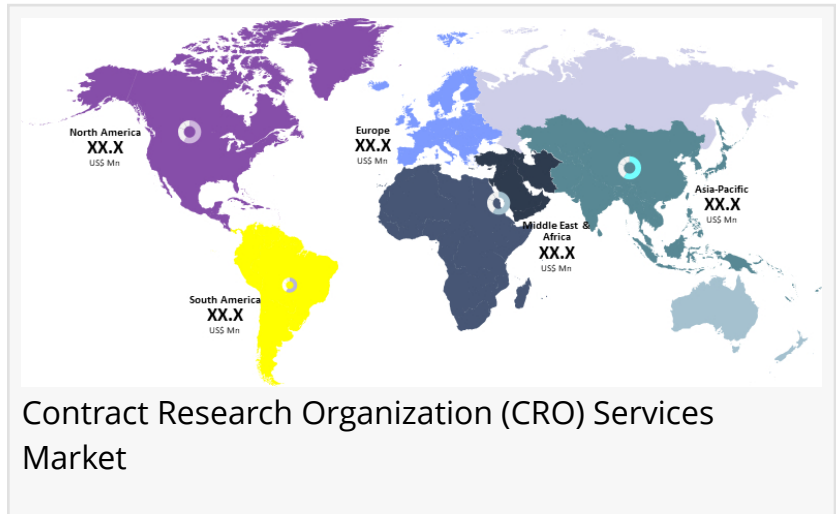 North America
XX.X
US$ Mn
Europe
XX.X
US$ Mn
Asia-Pacific
XX.X
US$ Mn
Middle East &
Africa
XX.X
US$ Mn
South America
XX.X
US$ Mn
Contract Research Organization (CRO) Services
Market